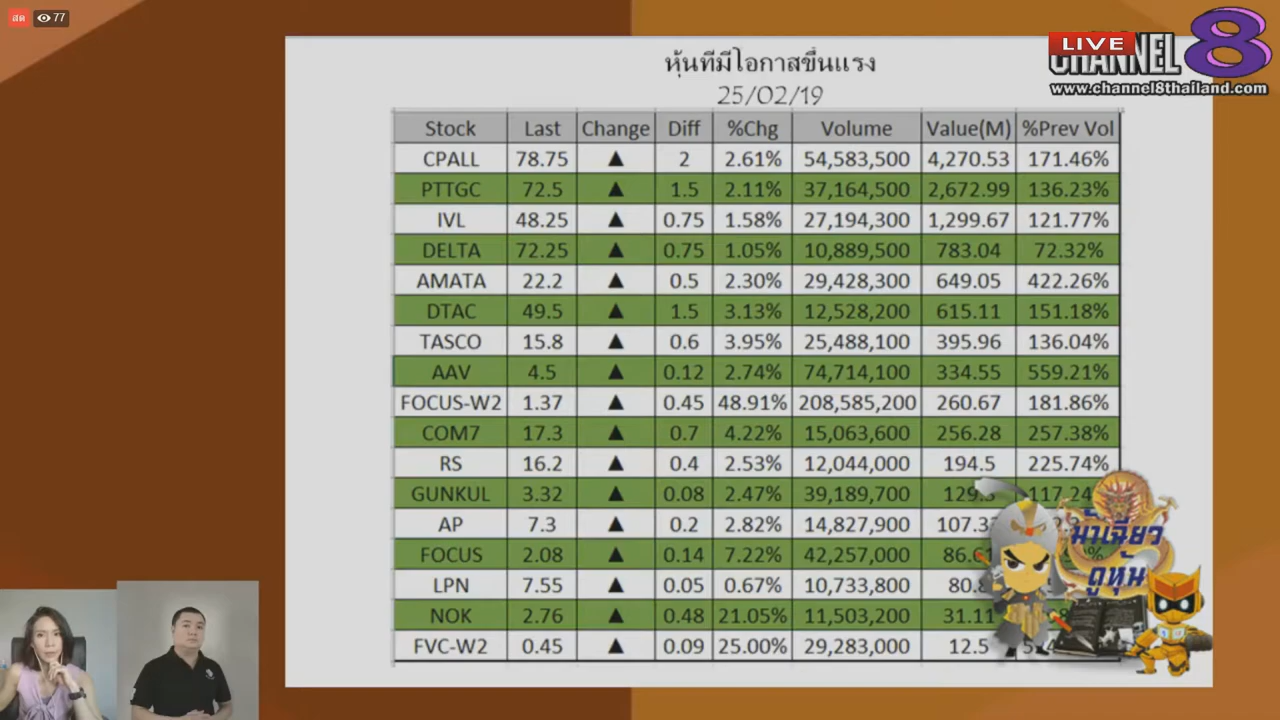 สด 77
LIVE
CHANNEL 8
www.channel8thailand.com
หุ้นที่มีโอกาสขึ้นแรง
25/02/19
Stock Last Change Diff %Chg Volume Value(M) %Prev Vol
CPALL 78.75 ▲ 2 2.61% 54,583,500 4,270.53 171.46%
PTTGC 72.5 ▲ 1.5 2.11% 37,164,500 2,672.99 136.23%
IVL 48.25 ▲ 0.75 1.58% 27,194,300 1,299.67 121.77%
DELTA 72.25 ▲ 0.75 1.05% 10,889,500 783.04 72.32%
AMATA 22.2 ▲ 0.5 2.30% 29,428,300 649.05 422.26%
DTAC 49.5 ▲ 1.5 3.13% 12,528,200 615.11 151.18%
TASCO 15.8 ▲ 0.6 3.95% 25,488,100 395.96 136.04%
AAV 4.5 ▲ 0.12 2.74% 74,714,100 334.55 559.21%
FOCUS-W2 1.37 ▲ 0.45 48.91% 208,585,200 260.67 181.86%
COM7 17.3 ▲ 0.7 4.22% 15,063,600 256.28 257.38%
RS 16.2 ▲ 0.4 2.53% 12,044,000 194.5 225.74%
GUNKUL 3.32 ▲ 0.08 2.47% 39,189,700
AP 7.3 ▲ 0.2 2.82% 14,827,900
FOCUS 2.08 ▲ 0.14 7.22% 42,257,000
LPN 7.55 ▲ 0.05 0.67% 10,733,800
NOK 2.76 ▲ 0.48 21.05% 11,503,200 31.11
FVC-W2 0.45 ▲ 0.09 25.00% 29,283,000 12.5
ม้าเฉียว
ดูหุ้น